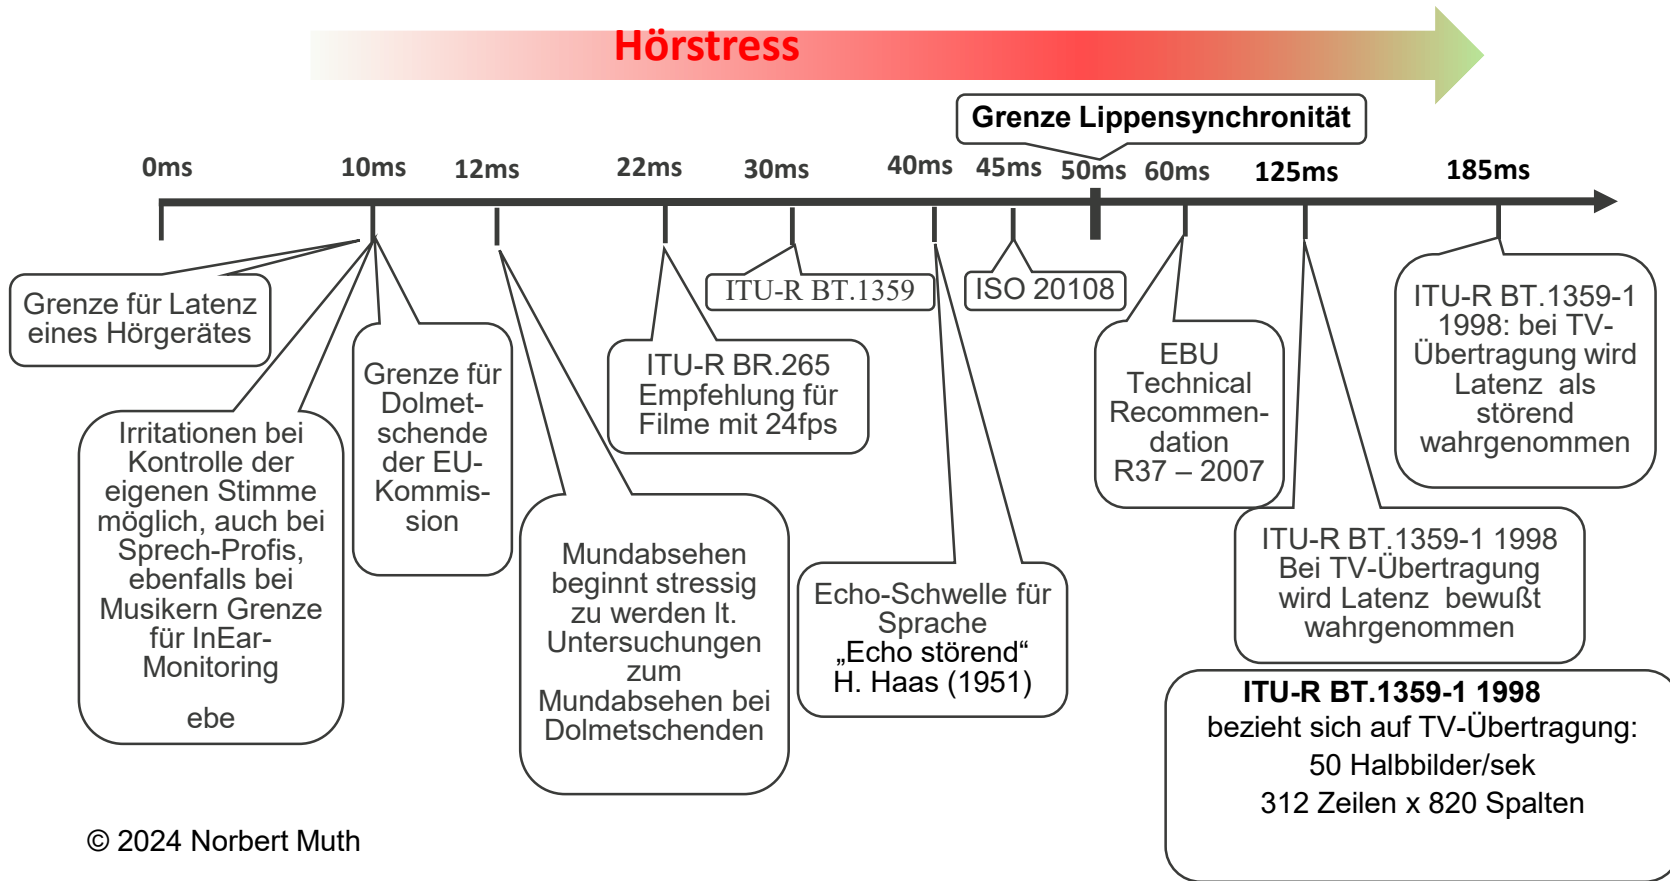 Hörstress
Grenze Lippensynchronität
0ms 10ms 12ms 22ms 30ms 40ms 45ms 50ms 60ms 125ms 185ms
Grenze für Latenz
eines Hörgerätes
Irritationen bei
Kontrolle der
eigenen Stimme
möglich, auch bei
Sprech-Profis,
ebenfalls bei
Musikern Grenze
für InEar-
Monitoring
ebe
Grenze für
Dolmet-
schende
der EU-
Kommis-
sion
Mundabsehen
beginnt stressig
zu werden lt.
Untersuchungen
zum
Mundabsehen bei
Dolmetschenden
ITU-R BR.265
Empfehlung für
Filme mit 24fps
ITU-R BT.1359
Echo-Schwelle für
Sprache
„Echo störend“
H. Haas (1951)
ISO 20108
EBU
Technical
Recommen-
dation
R37 – 2007
ITU-R BT.1359-1 1998
Bei TV-Übertragung
wird Latenz bewußt
wahrgenommen
ITU-R BT.1359-1
1998: bei TV-
Übertragung wird
Latenz als
störend
wahrgenommen
ITU-R BT.1359-1 1998
bezieht sich auf TV-Übertragung:
50 Halbbilder/sek
312 Zeilen x 820 Spalten
© 2024 Norbert Muth